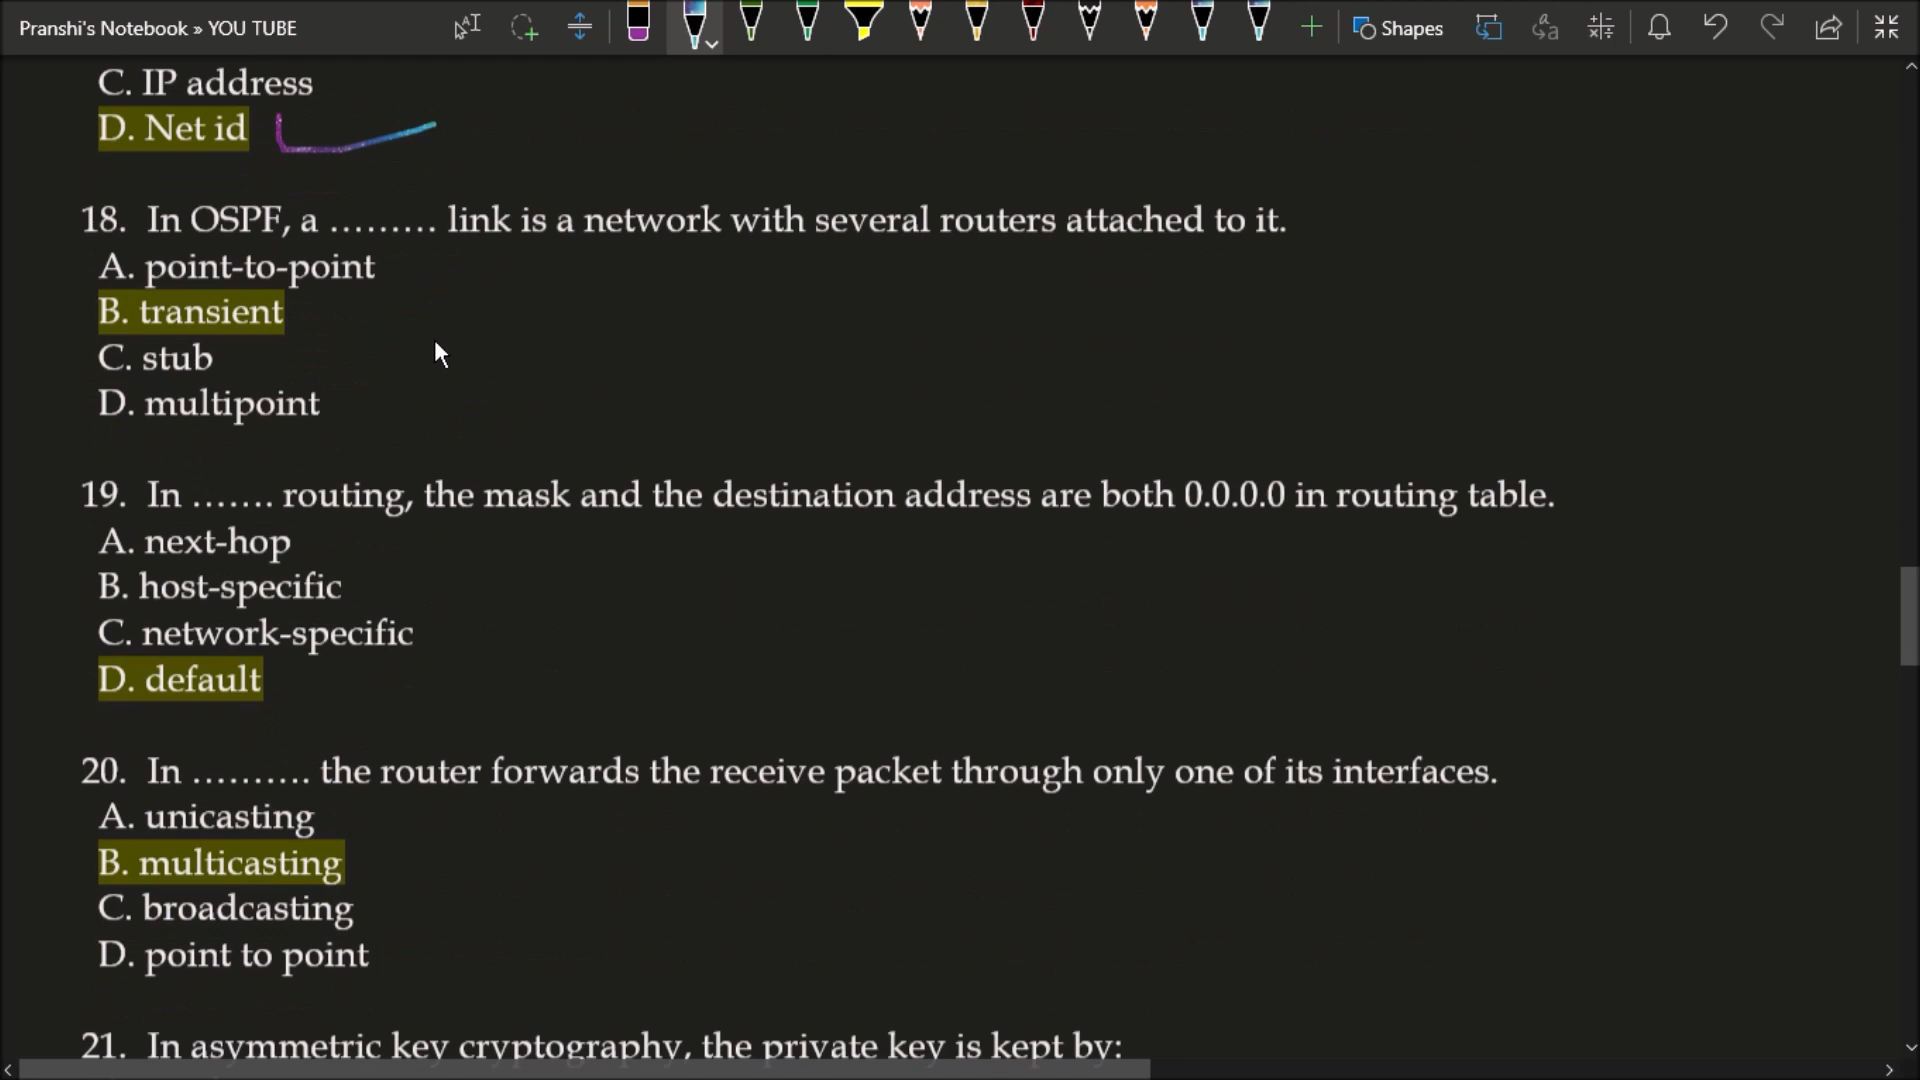 Pranshi's Notebook » YOU TUBE
Shapes
C. IP address
D. Net id
18. In OSPF, a ......... link is a network with several routers attached to it.
A. point-to-point
B. transient
C. stub
D. multipoint
19. In ....... routing, the mask and the destination address are both 0.0.0.0 in routing table.
A. next-hop
B. host-specific
C. network-specific
D. default
20. In .......... the router forwards the receive packet through only one of its interfaces.
A. unicasting
B. multicasting
C. broadcasting
D. point to point
21. In asymmetric key cryptography, the private key is kept by: